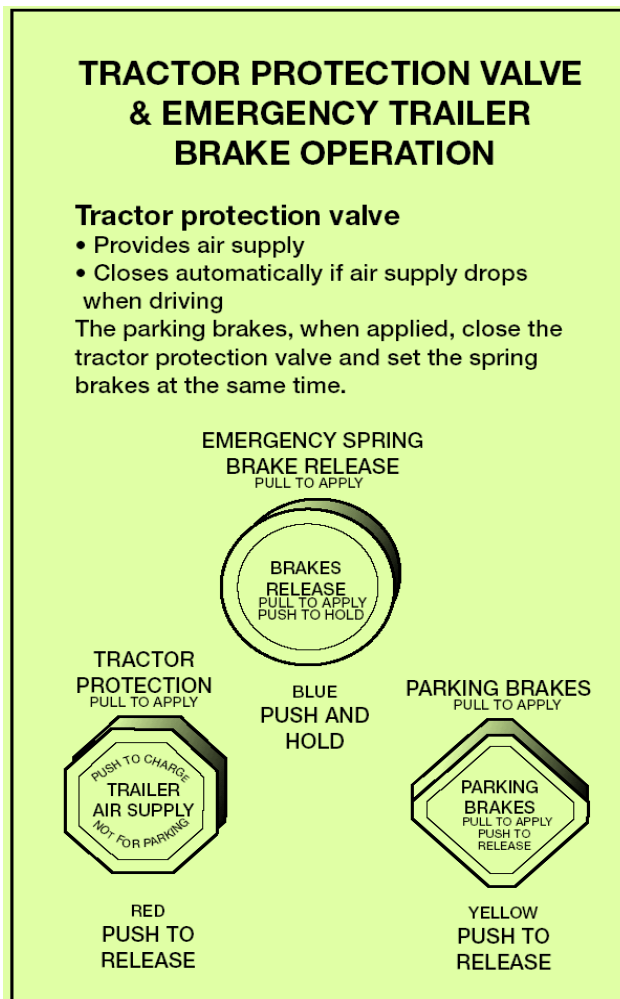 TRACTOR PROTECTION VALVE
& EMERGENCY TRAILER
BRAKE OPERATION
Tractor protection valve
• Provides air supply
• Closes automatically if air supply drops
when driving
The parking brakes, when applied, close the
tractor protection valve and set the spring
brakes at the same time.
EMERGENCY SPRING
BRAKE RELEASE
PULL TO APPLY
BRAKES
RELEASE
PULL TO APPLY
PUSH TO HOLD
BLUE
PUSH AND
HOLD
TRACTOR
PROTECTION
PULL TO APPLY
PUSH TO CHARGE
TRAILER
AIR SUPPLY
NOT FOR PARKING
RED
PUSH TO
RELEASE
PARKING BRAKES
PULL TO APPLY
PARKING
BRAKES
PULL TO APPLY
PUSH TO
RELEASE
YELLOW
PUSH TO
RELEASE